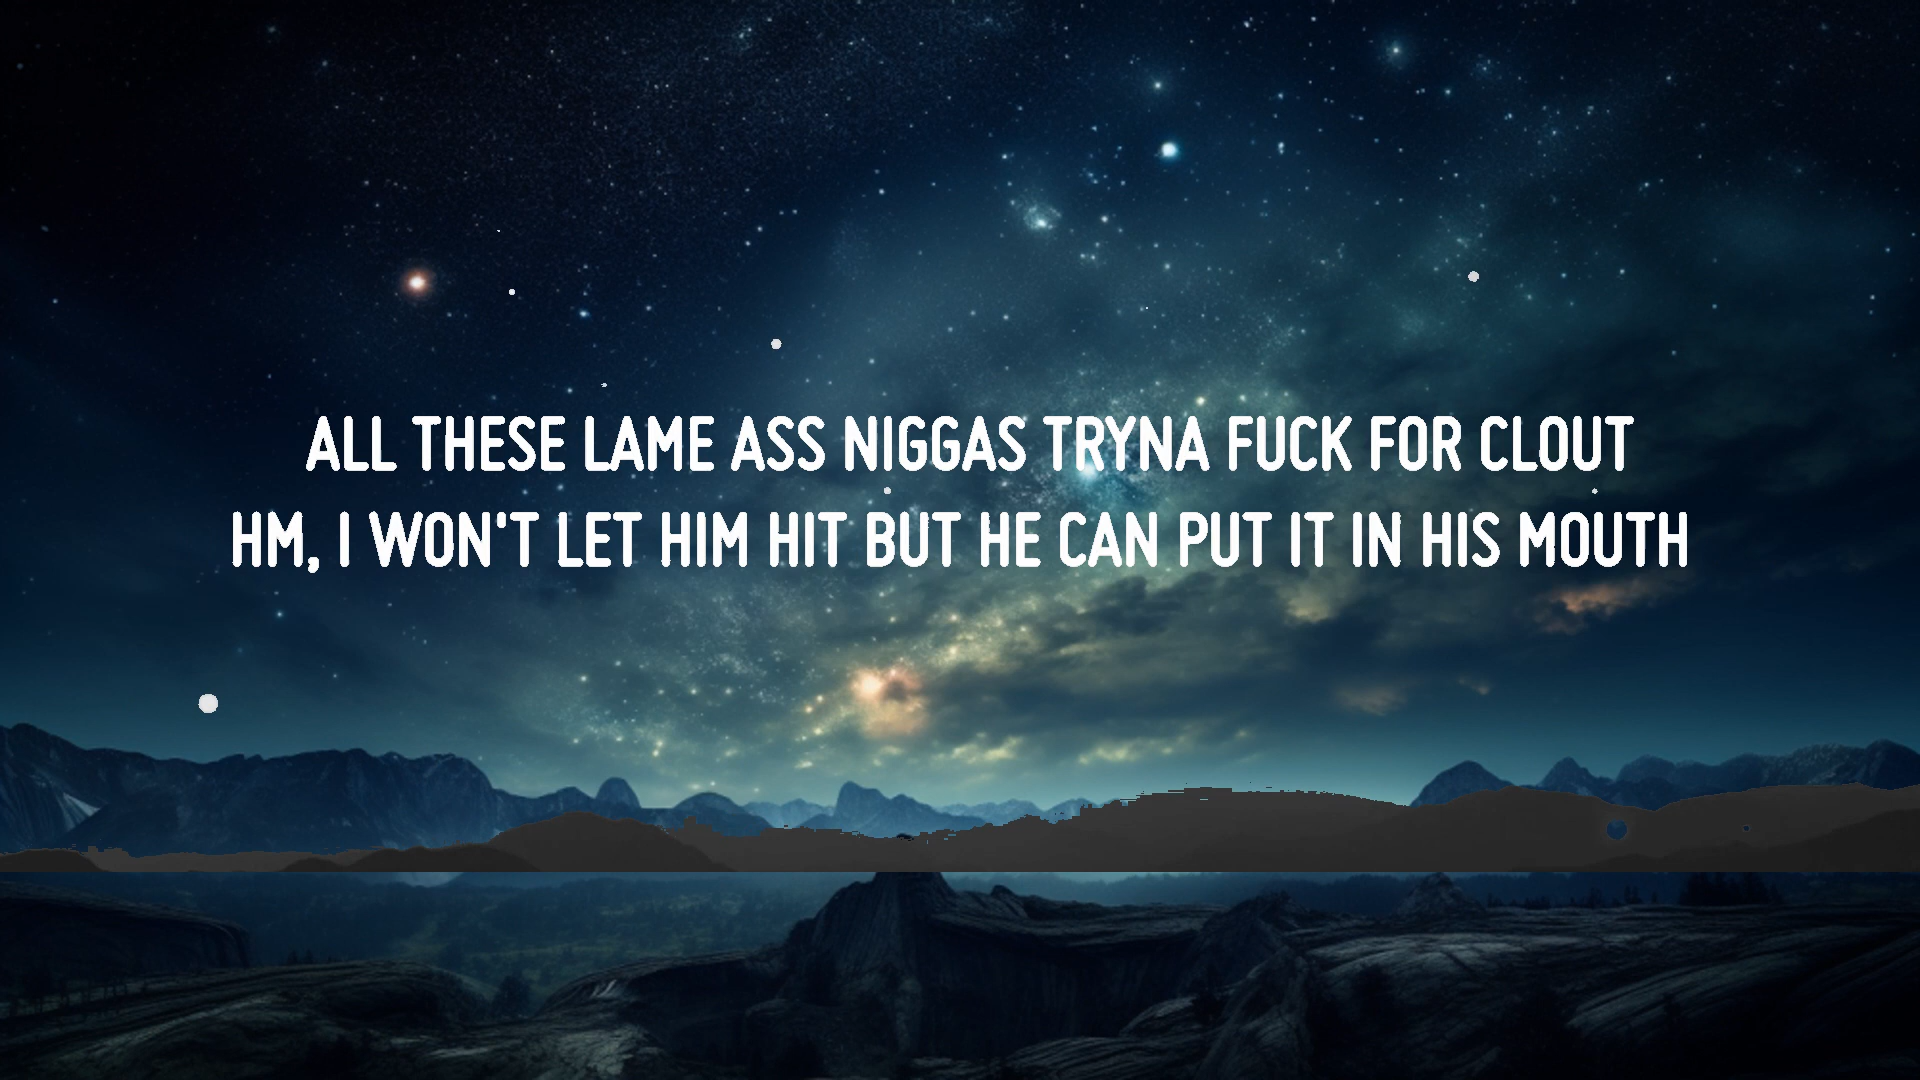 ALL THESE LAME ASS NIGGAS TRYNA FUCK FOR CLOUT
HM, I WON'T LET HIM HIT BUT HE CAN PUT IT IN HIS MOUTH